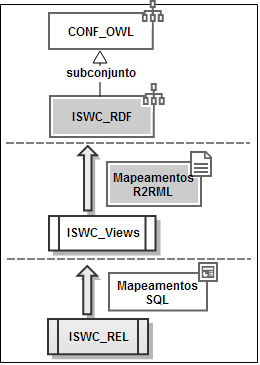 CONF_OWL
subconjunto
ISWC_RDF
Mapeamentos
R2RML
ISWC_Views
Mapeamentos
SQL
ISWC_REL